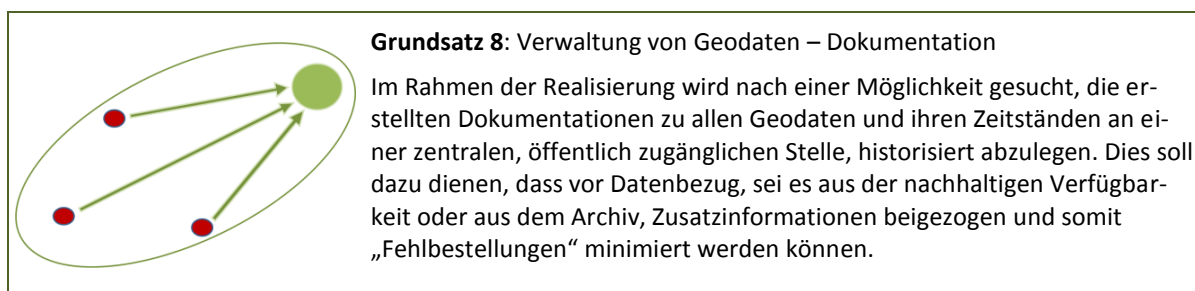 Grundsatz 8: Verwaltung von Geodaten – Dokumentation
Im Rahmen der Realisierung wird nach einer Möglichkeit gesucht, die er-
stellten Dokumentationen zu allen Geodaten und ihren Zeitständen an ei-
ner zentralen, öffentlich zugänglichen Stelle, historisiert abzulegen. Dies soll
dazu dienen, dass vor Datenbezug, sei es aus der nachhaltigen Verfügbar-
keit oder aus dem Archiv, Zusatzinformationen beigezogen und somit
„Fehlbestellungen“ minimiert werden können.